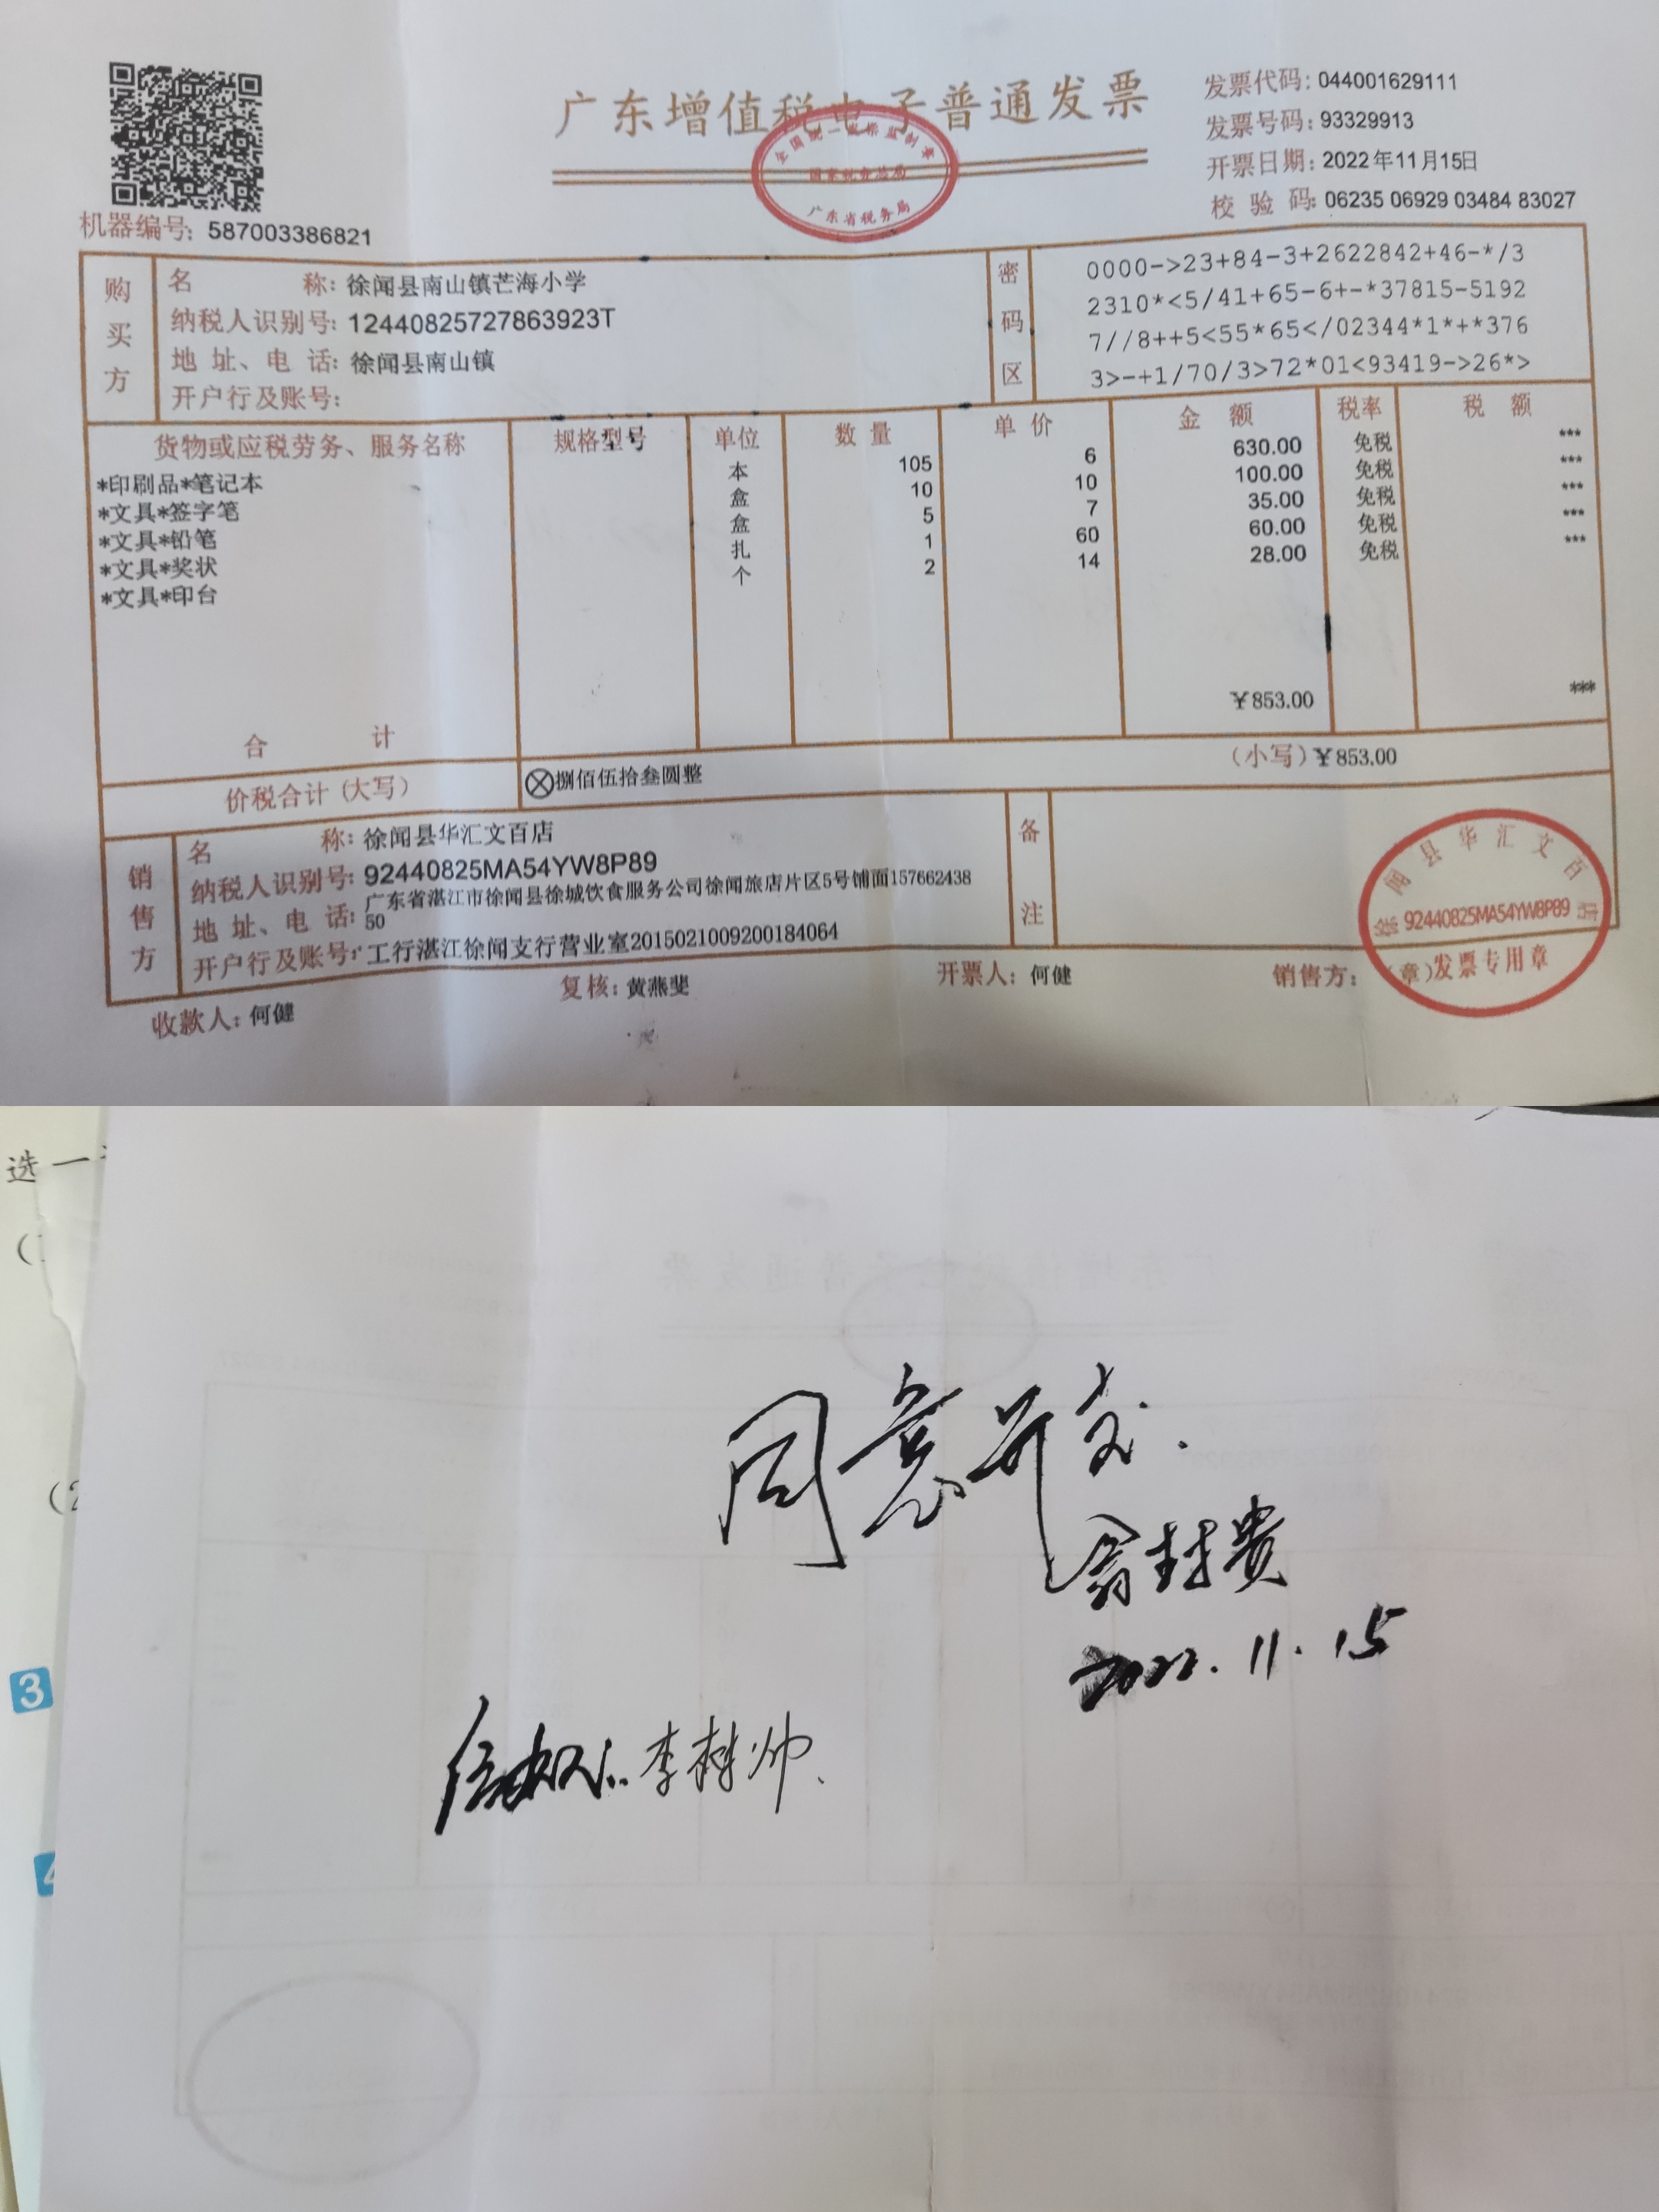 广东增值税电子普通发票
全国统一发票监制章
国家税务总局
广东省税务局
发票代码: 044001629111
发票号码: 93329913
开票日期: 2022年11月15日
校验码: 06235 06929 03484 83027
机器编号: 587003386821
购买方
名称: 徐闻县南山镇芒海小学
纳税人识别号: 12440825727863923T
地址、电话: 徐闻县南山镇
开户行及账号:
密码区
0000->23+84-3+2622842+46-*/3
2310*<5/41+65-6+-*37815-5192
7//8++5<55*65</02344*1*+*376
3>-+1/70/3>72*01<93419->26*>
货物或应税劳务、服务名称 规格型号 单位 数量 单价 金额 税率 税额
*印刷品*笔记本 本 105 6 630.00 免税 ***
*文具*签字笔 盒 10 10 100.00 免税 ***
*文具*铅笔 盒 5 7 35.00 免税 ***
*文具*奖状 扎 1 60 60.00 免税 ***
*文具*印台 个 2 14 28.00 免税 ***
合计 ￥853.00 ***
价税合计(大写) ⊗捌佰伍拾叁圆整 (小写)￥853.00
销售方
名称: 徐闻县华汇文百店
纳税人识别号: 92440825MA54YW8P89
地址、电话: 广东省湛江市徐闻县徐城饮食服务公司徐闻旅店片区5号铺面157662438
50
开户行及账号: 工行湛江徐闻支行营业室2015021009200184064
备注
徐闻县华汇文百店
92440825MA54YW8P89
发票专用章
收款人: 何健 复核: 黄燕斐 开票人: 何健 销售方: (章)
选一
(2
同意开支.
封贵
2022.11.15
李树帅
3
4